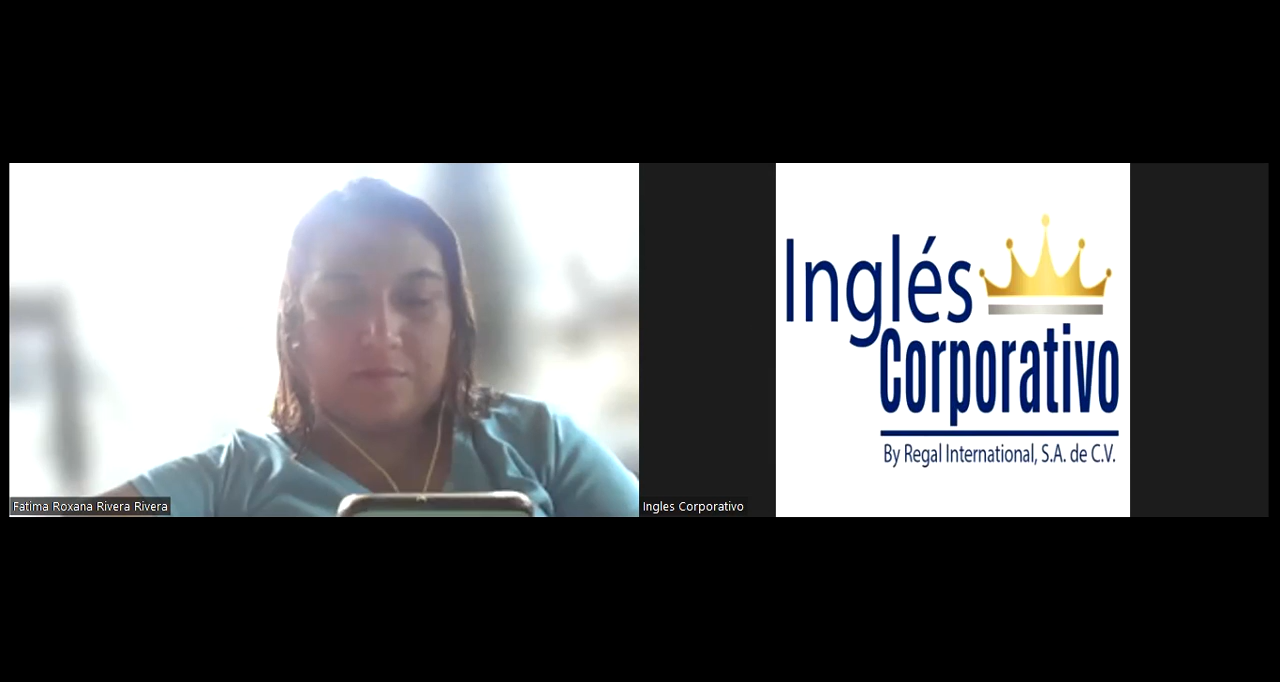 Inglés
Corporativo
By Regal International, S.A. de C.V.
Fatima Roxana Rivera Rivera
Ingles Corporativo